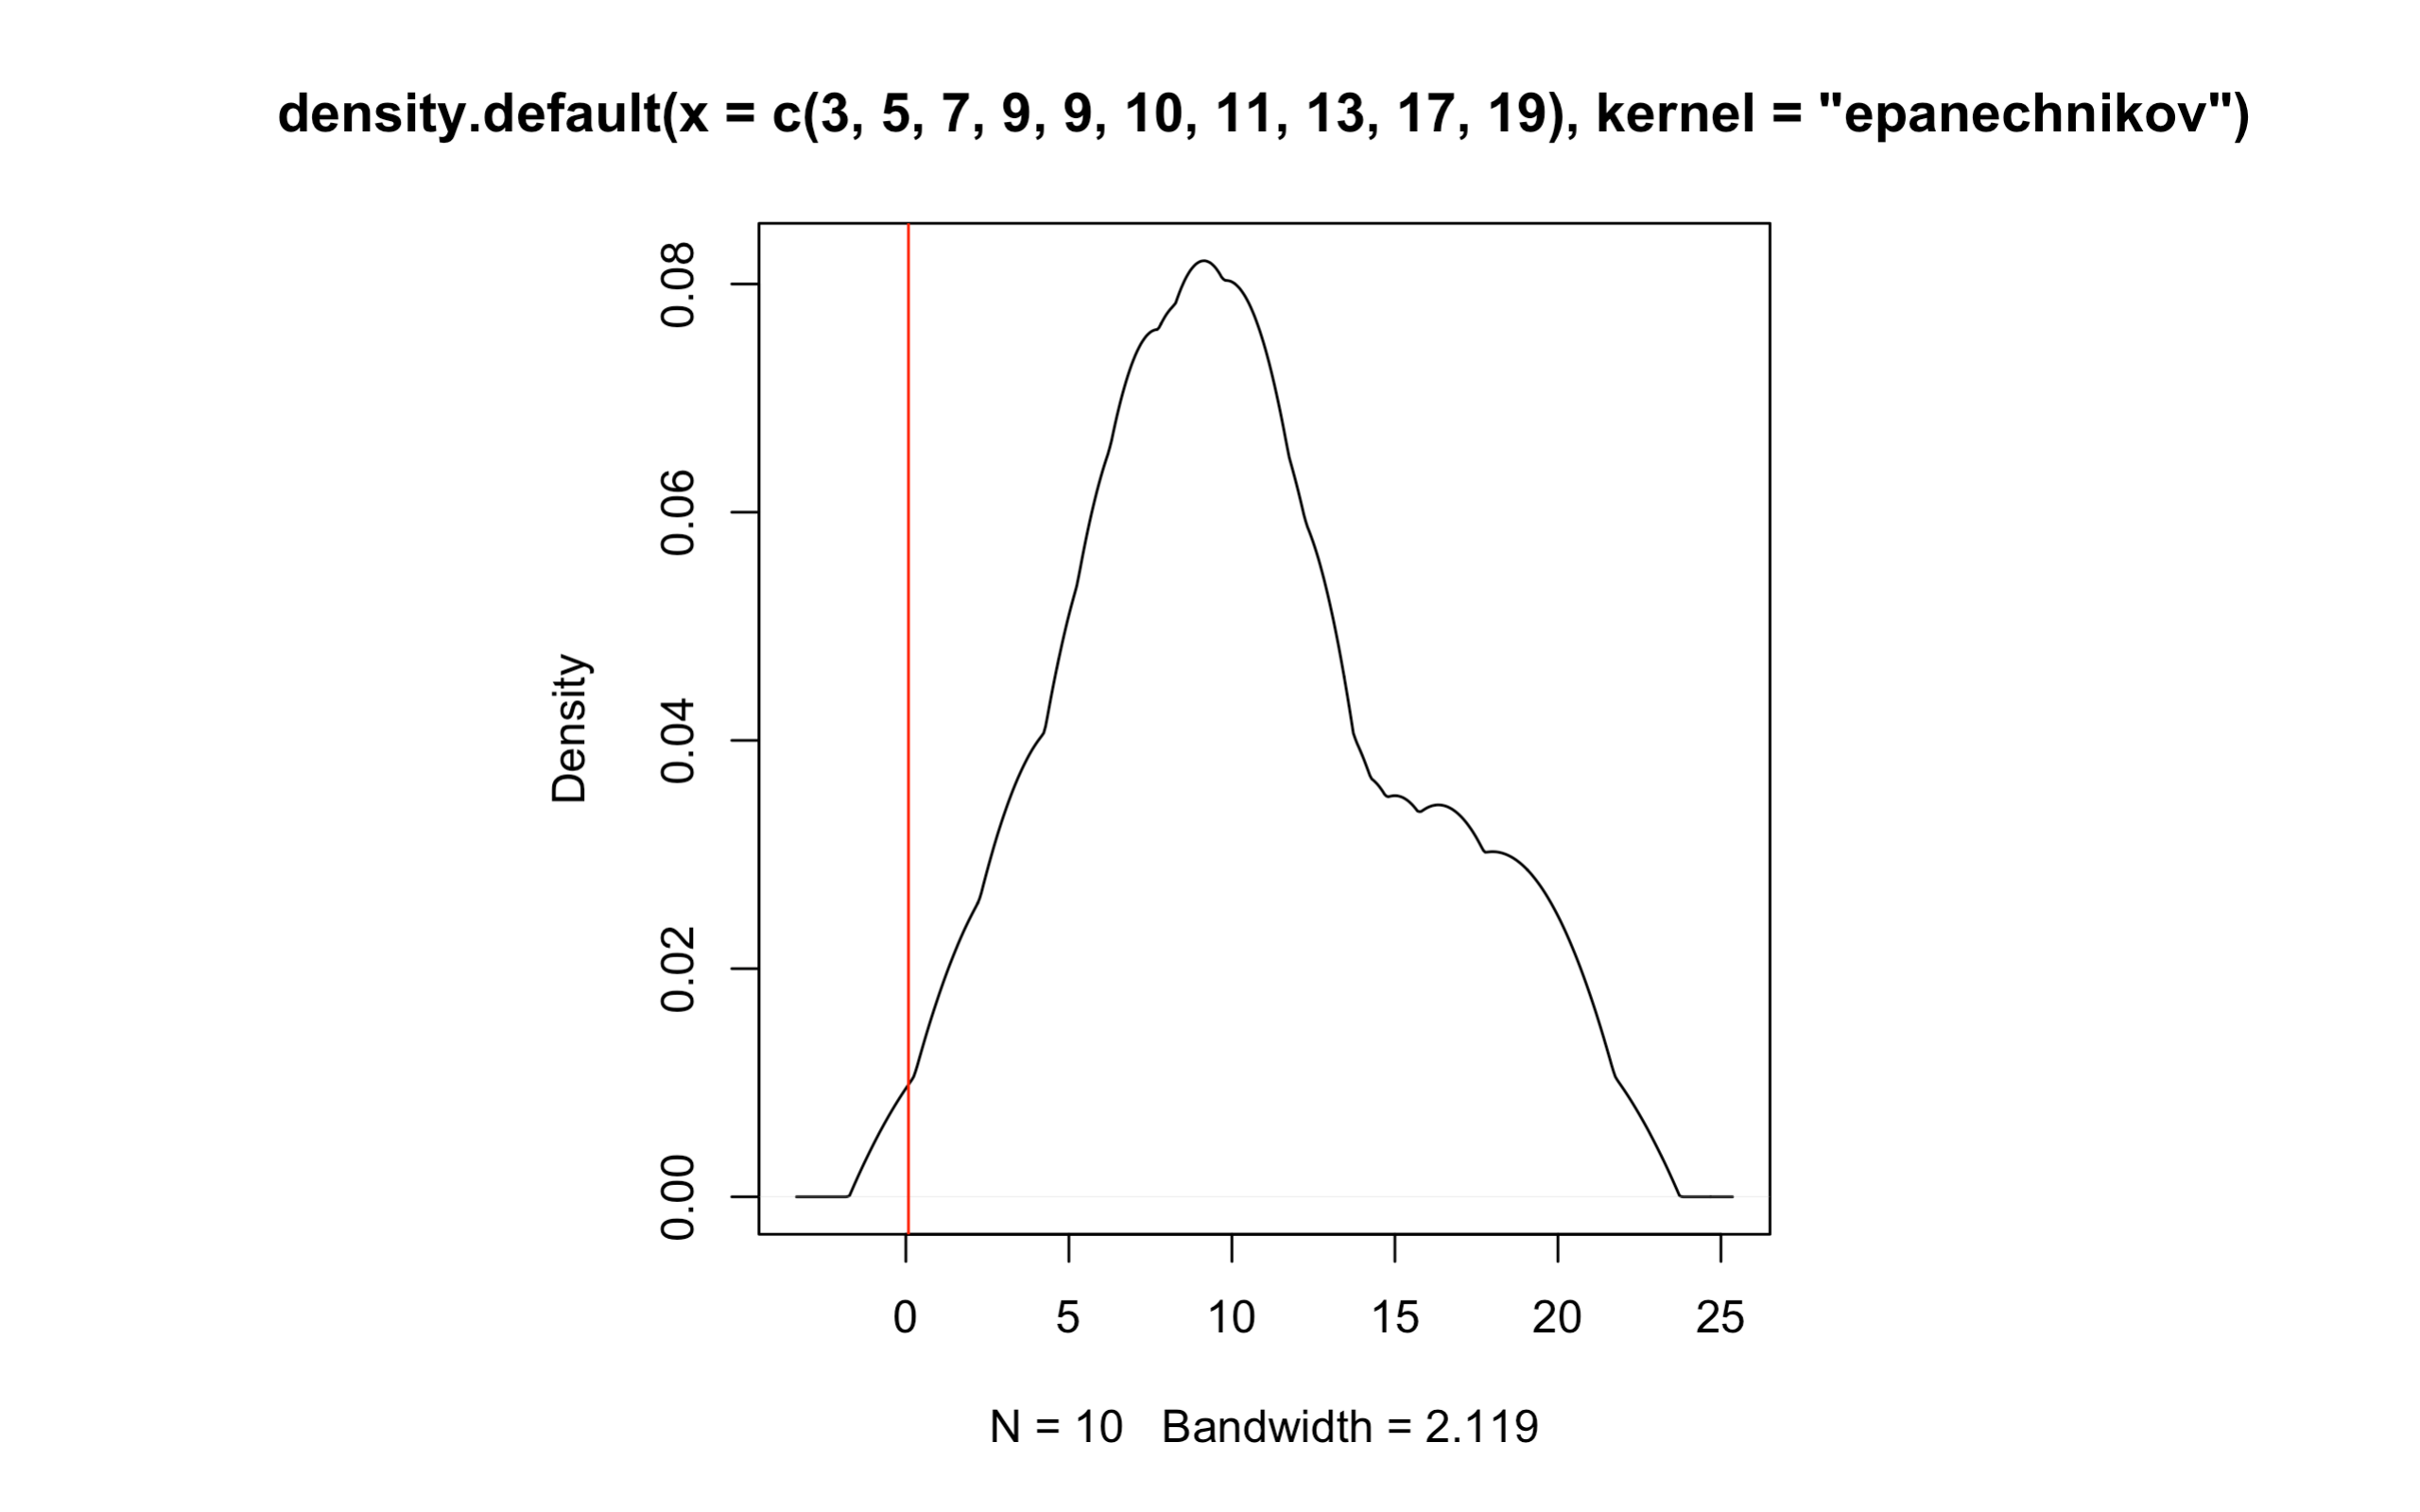 density.default(x = c(3, 5, 7, 9, 9, 10, 11, 13, 17, 19), kernel = "epanechnikov")
Density
0.08
0.06
0.04
0.02
0.00
0 5 10 15 20 25
N = 10 Bandwidth = 2.119